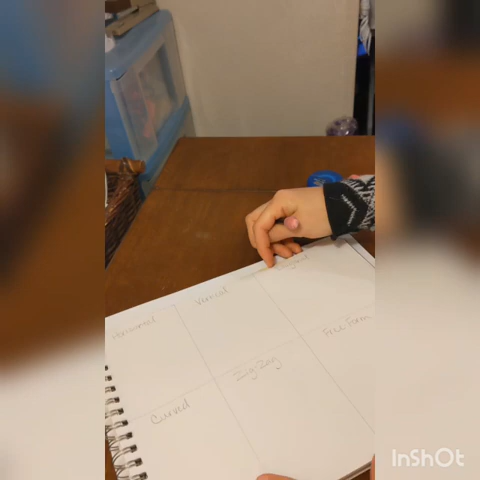 Horizontal
Vertical
Curved
Zig Zag
Free Form
InShOt